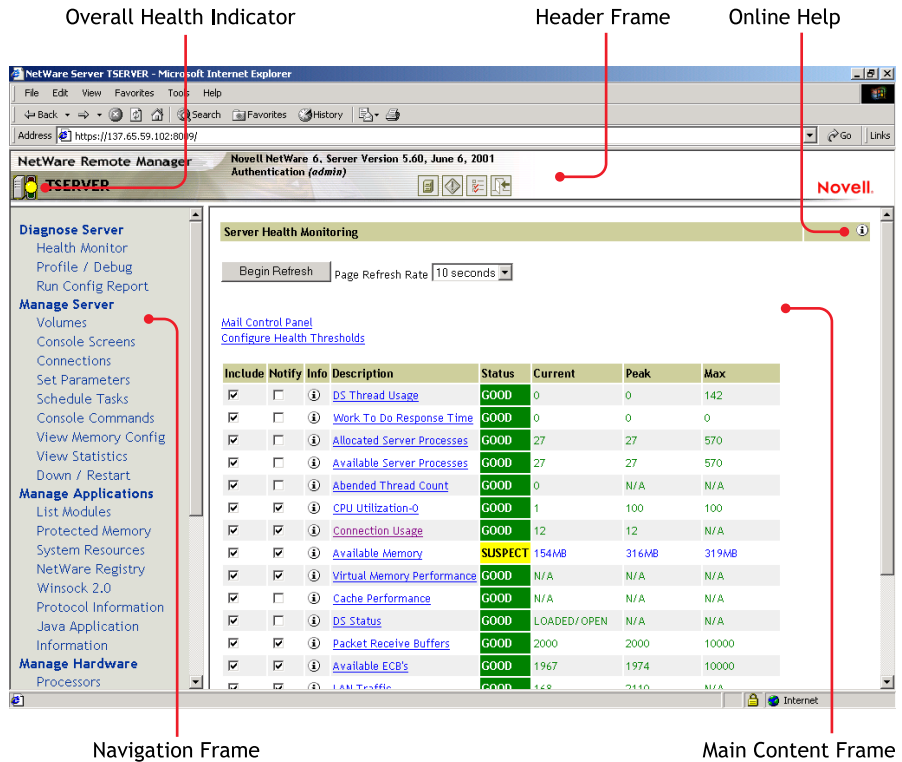 Overall Health Indicator
Header Frame
Online Help
NetWare Server TSERVER - Microsoft Internet Explorer
File Edit View Favorites Tools Help
Back Search Favorites History
Address https://137.65.59.102:8009/ Go Links
NetWare Remote Manager
Novell NetWare 6, Server Version 5.60, June 6, 2001
Authentication (admin)
TSERVER
Novell.
Diagnose Server
Health Monitor
Profile / Debug
Run Config Report
Manage Server
Volumes
Console Screens
Connections
Set Parameters
Schedule Tasks
Console Commands
View Memory Config
View Statistics
Down / Restart
Manage Applications
List Modules
Protected Memory
System Resources
NetWare Registry
Winsock 2.0
Protocol Information
Java Application
Information
Manage Hardware
Processors
Server Health Monitoring
Begin Refresh Page Refresh Rate 10 seconds
Mail Control Panel
Configure Health Thresholds
Include Notify Info Description Status Current Peak Max
DS Thread Usage GOOD 0 0 142
Work To Do Response Time GOOD 0 0 0
Allocated Server Processes GOOD 27 27 570
Available Server Processes GOOD 27 27 570
Abended Thread Count GOOD 0 N/A N/A
CPU Utilization-0 GOOD 1 100 100
Connection Usage GOOD 12 12 N/A
Available Memory SUSPECT 154MB 316MB 319MB
Virtual Memory Performance GOOD N/A N/A N/A
Cache Performance GOOD N/A N/A N/A
DS Status GOOD LOADED/OPEN N/A N/A
Packet Receive Buffers GOOD 2000 2000 10000
Available ECB's GOOD 1967 1974 10000
LAN Traffic GOOD 168 2110 N/A
Internet
Navigation Frame
Main Content Frame